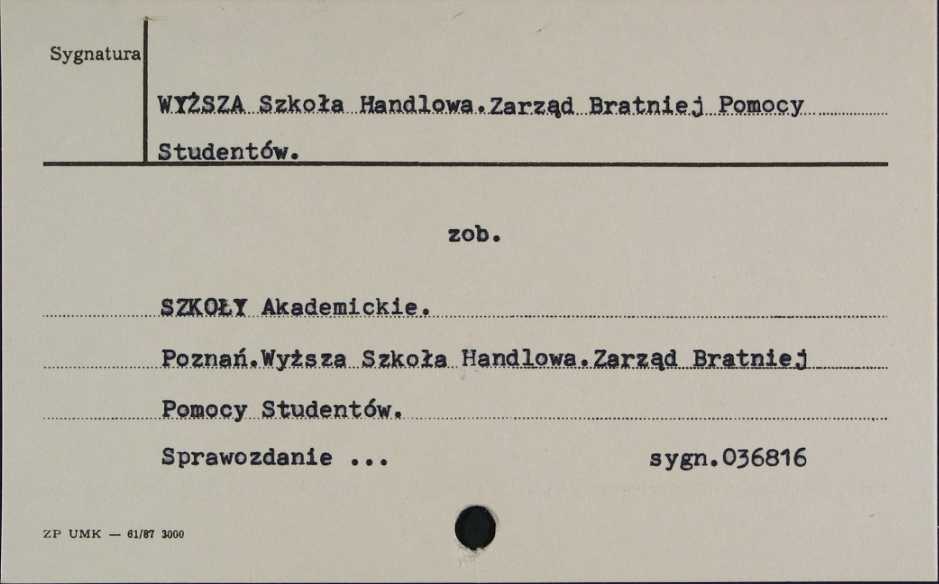 Sygnatura
WYŻSZA Szkoła Handlowa.Zarząd Bratniej Pomocy
Studentów.
zob.
SZKOŁY Akademickie.
Poznań.Wyższa Szkoła Handlowa.Zarząd Bratniej
Pomocy Studentów.
Sprawozdanie ... sygn.036816
ZP UMK — 61/87 3000